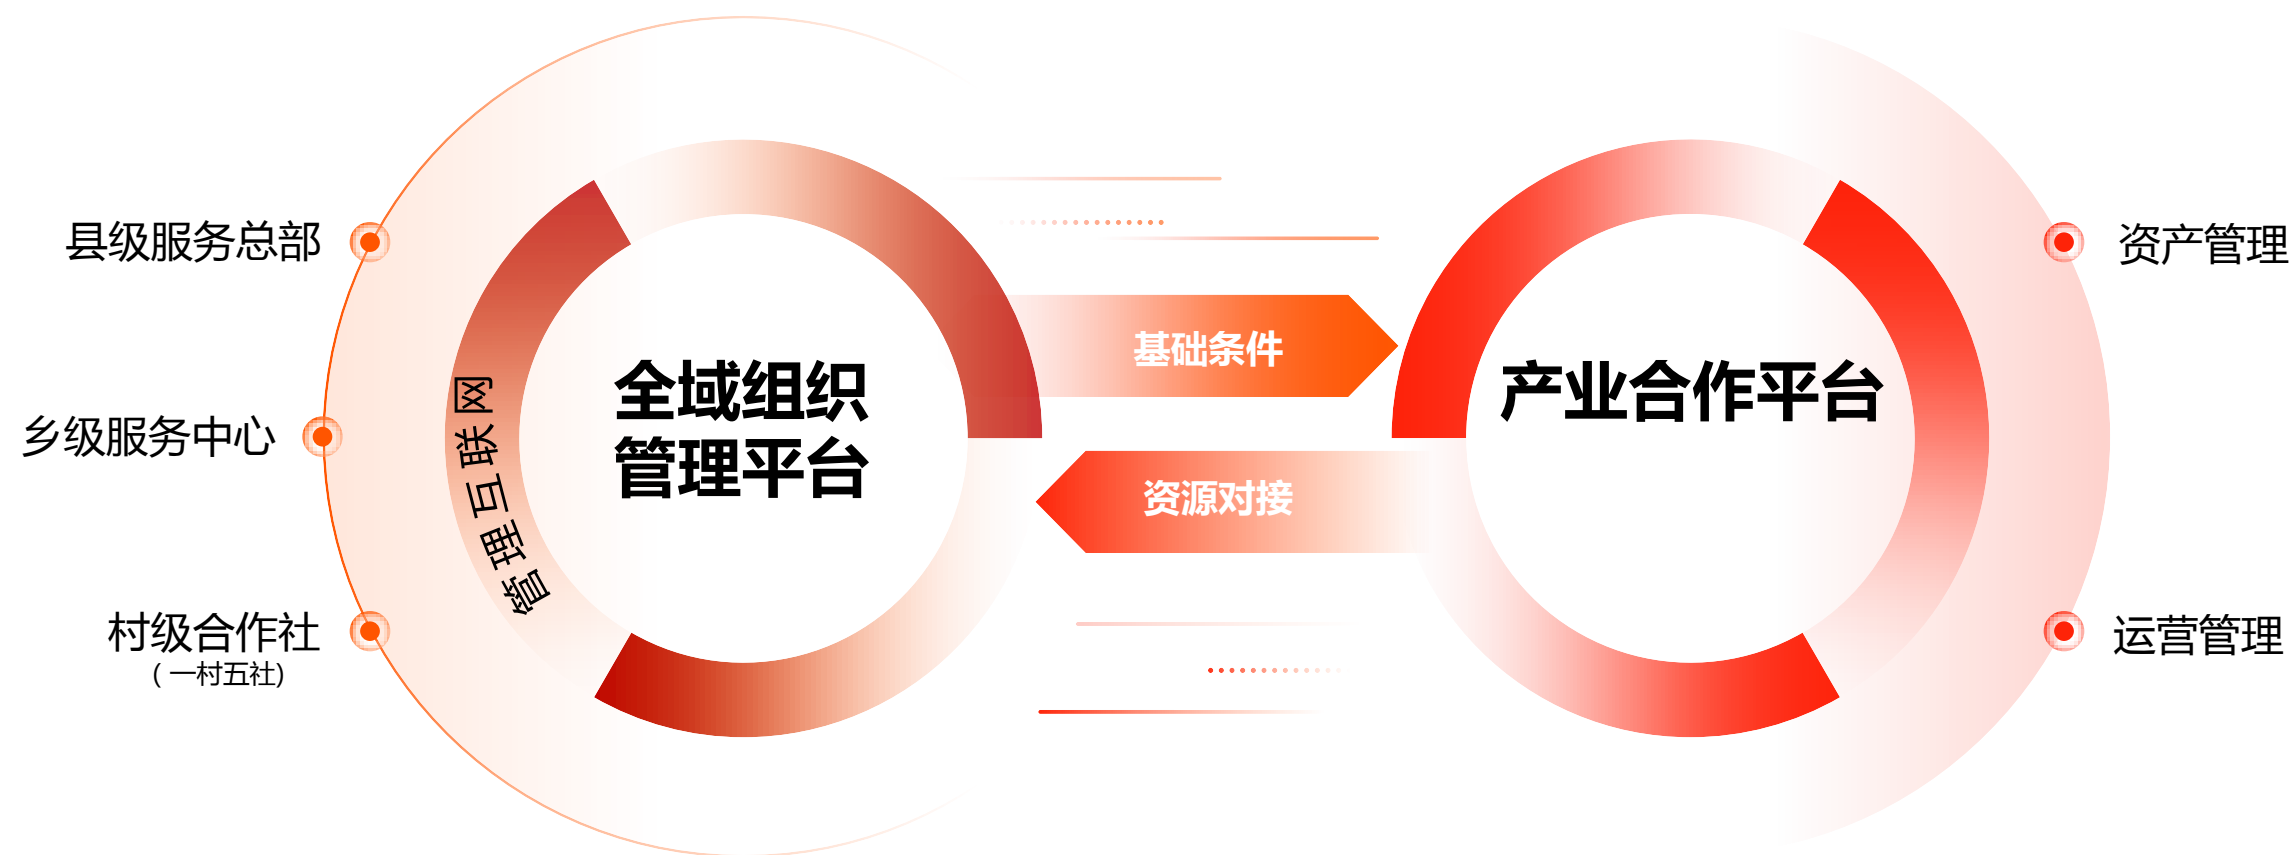 县级服务总部
乡级服务中心
村级合作社
(一村五社)
管理互联网
全域组织
管理平台
基础条件
资源对接
产业合作平台
资产管理
运营管理